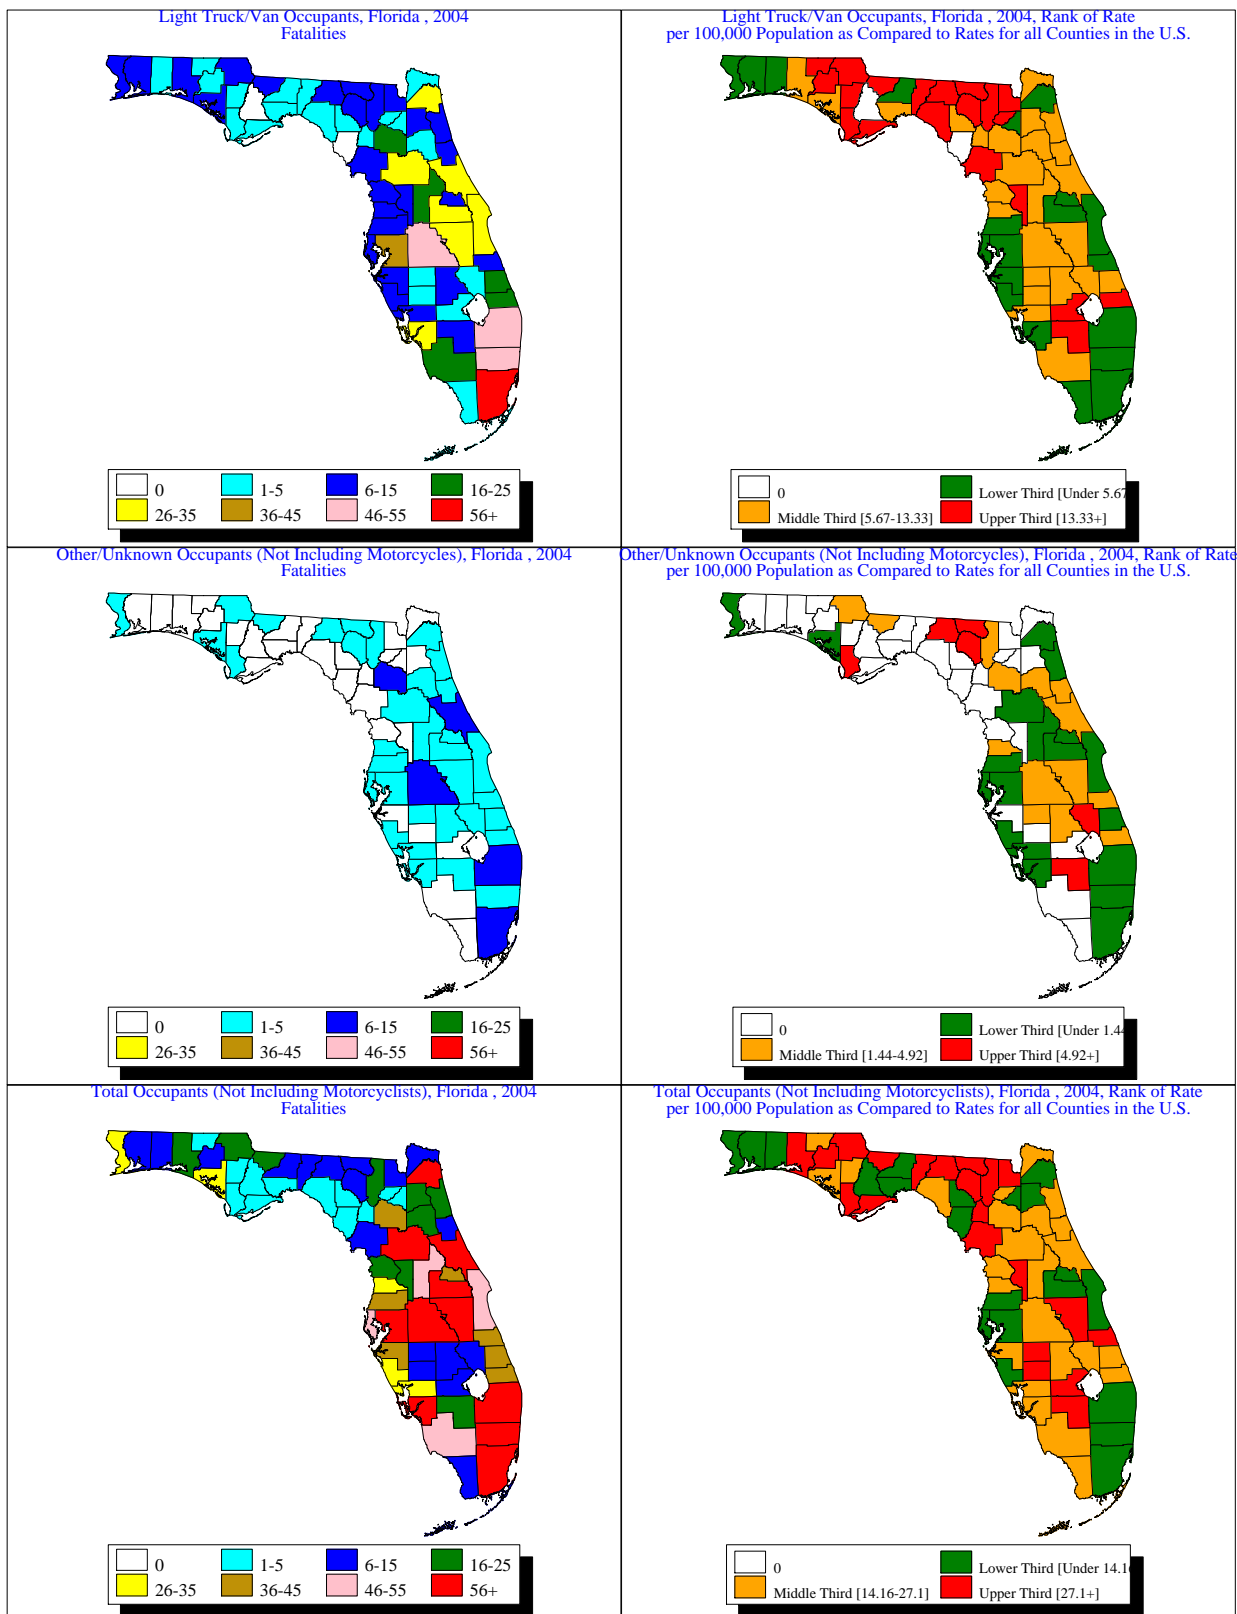 Light Truck/Van Occupants, Florida , 2004
Fatalities
0
1-5
6-15
16-25
26-35
36-45
46-55
56+
Light Truck/Van Occupants, Florida , 2004, Rank of Rate
per 100,000 Population as Compared to Rates for all Counties in the U.S.
0
Lower Third [Under 5.67
Middle Third [5.67-13.33]
Upper Third [13.33+]
Other/Unknown Occupants (Not Including Motorcycles), Florida , 2004
Fatalities
0
1-5
6-15
16-25
26-35
36-45
46-55
56+
Other/Unknown Occupants (Not Including Motorcycles), Florida , 2004, Rank of Rate
per 100,000 Population as Compared to Rates for all Counties in the U.S.
0
Lower Third [Under 1.44
Middle Third [1.44-4.92]
Upper Third [4.92+]
Total Occupants (Not Including Motorcyclists), Florida , 2004
Fatalities
0
1-5
6-15
16-25
26-35
36-45
46-55
56+
Total Occupants (Not Including Motorcyclists), Florida , 2004, Rank of Rate
per 100,000 Population as Compared to Rates for all Counties in the U.S.
0
Lower Third [Under 14.16
Middle Third [14.16-27.1]
Upper Third [27.1+]